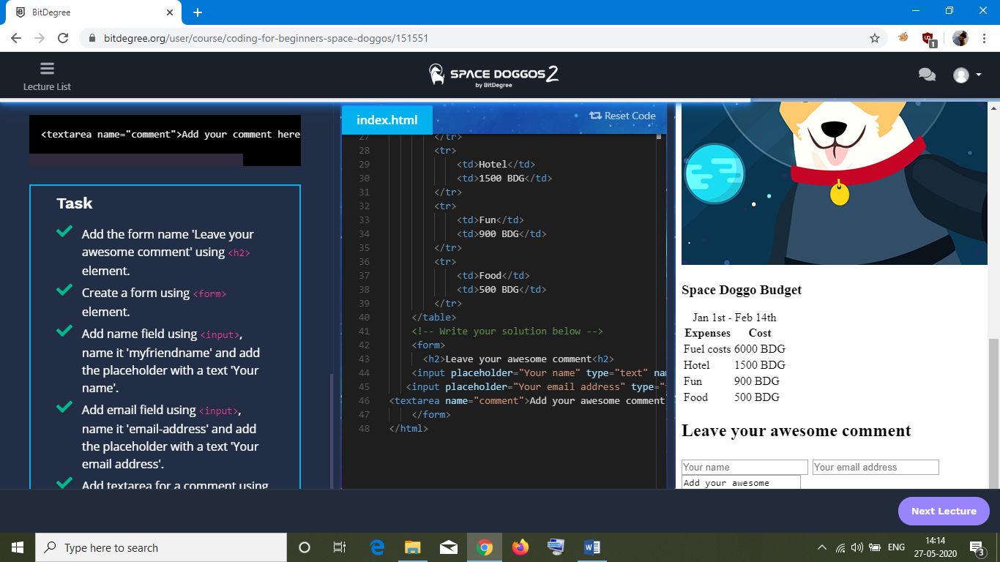 BitDegree
bitdegree.org/user/course/coding-for-beginners-space-doggos/151551
1
Lecture List
SPACE DOGGOS 2
by BitDegree
<textarea name="comment">Add your comment here
Task
Add the form name 'Leave your
awesome comment' using <h2>
element.
Create a form using <form>
element.
Add name field using <input>,
name it 'myfriendname' and add
the placeholder with a text 'Your
name'.
Add email field using <input>,
name it 'email-address' and add
the placeholder with a text 'Your
email address'.
Add textarea for a comment using
index.html
Reset Code
27 </tr>
28 <tr>
29 <td>Hotel</td>
30 <td>1500 BDG</td>
31 </tr>
32 <tr>
33 <td>Fun</td>
34 <td>900 BDG</td>
35 </tr>
36 <tr>
37 <td>Food</td>
38 <td>500 BDG</td>
39 </tr>
40 </table>
41 <!-- Write your solution below -->
42 <form>
43 <h2>Leave your awesome comment<h2>
44 <input placeholder="Your name" type="text" nam
45 <input placeholder="Your email address" type="
46 <textarea name="comment">Add your awesome comment
47 </form>
48 </html>
Space Doggo Budget
Jan 1st - Feb 14th
Expenses Cost
Fuel costs 6000 BDG
Hotel 1500 BDG
Fun 900 BDG
Food 500 BDG
Leave your awesome comment
Your name Your email address
Add your awesome
Next Lecture
Type here to search
ENG
14:14
27-05-2020
3